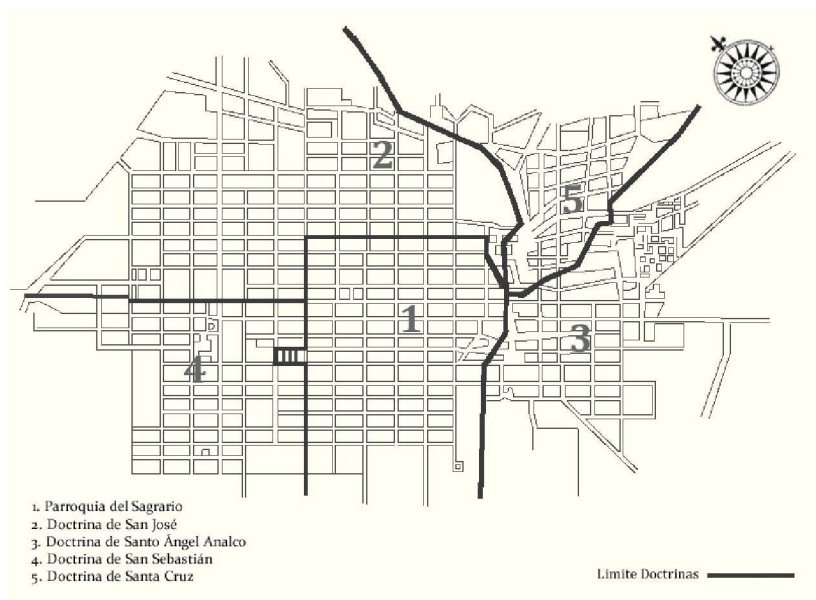 2
5
1
3
4
1. Parroquia del Sagrario
2. Doctrina de San José
3. Doctrina de Santo Ángel Analco
4. Doctrina de San Sebastián
5. Doctrina de Santa Cruz
Limite Doctrinas